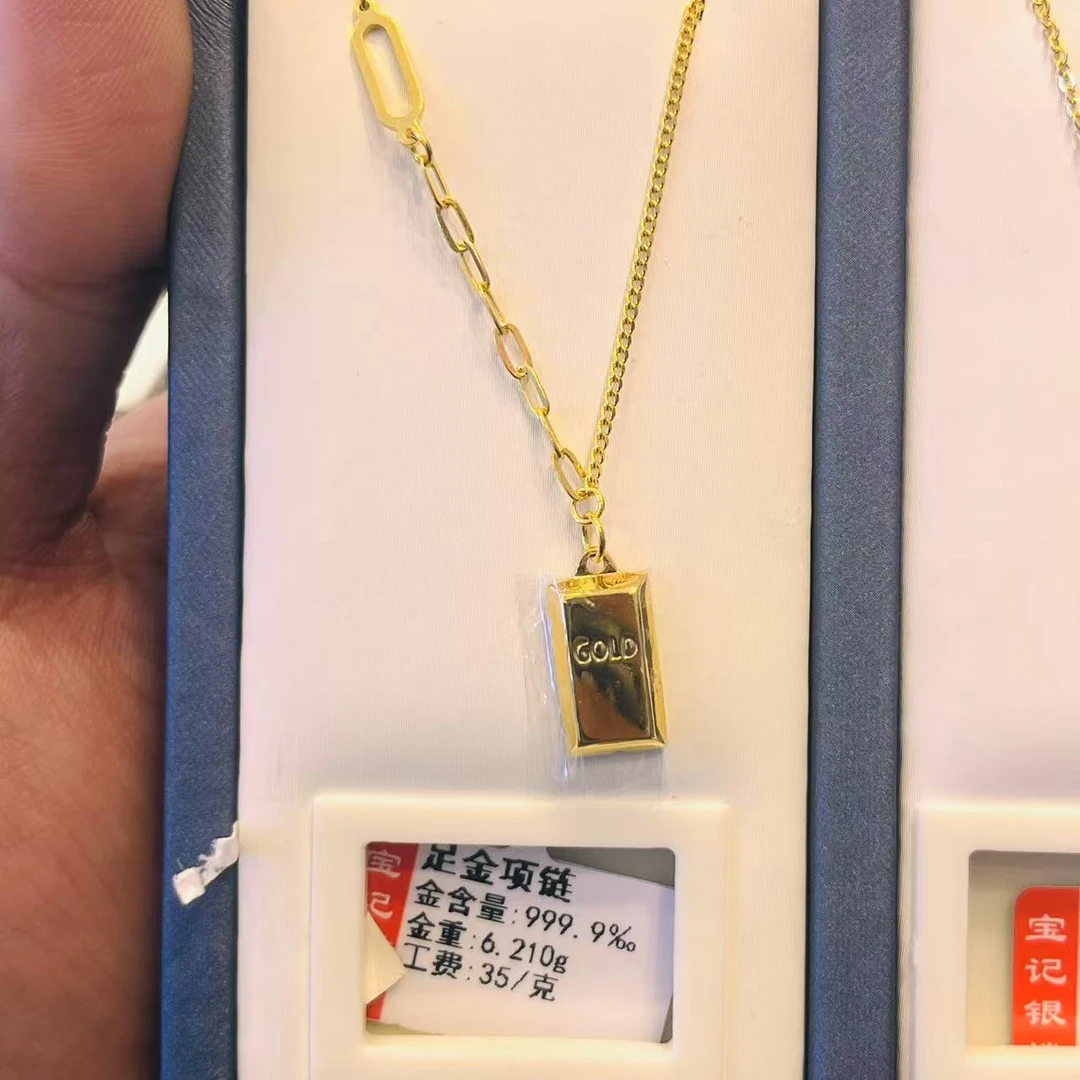 GOLD
宝记
足金项链
金含量:999.9‰
金重:6.210g
工费:35/克
宝记银